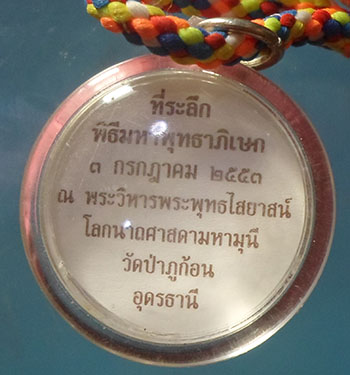 ที่ระลึก
พิธีมหาพุทธาภิเษก
๓ กรกฎาคม ๒๕๕๓
ณ พระวิหารพระพุทธไสยาสน์
โลกนาถศาสดามหามุนี
วัดป่าภูก้อน
อุดรธานี